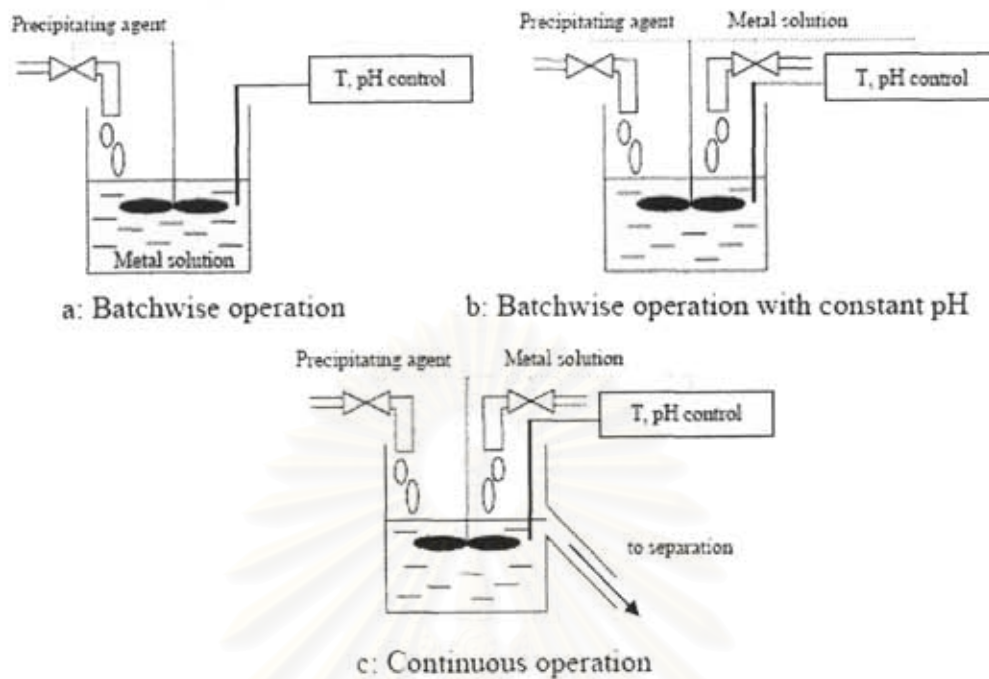 Precipitating agent
T, pH control
Metal solution
a: Batchwise operation
Precipitating agent
Metal solution
T, pH control
b: Batchwise operation with constant pH
Precipitating agent
Metal solution
T, pH control
to separation
c: Continuous operation